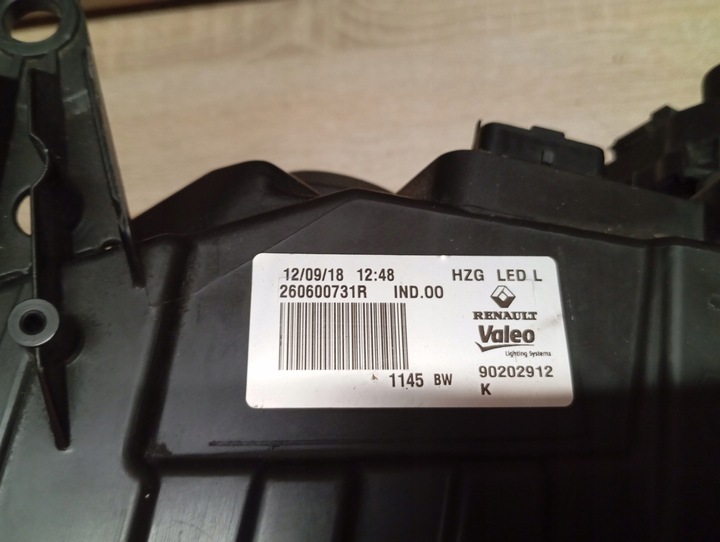 12/09/18 12:48 HZG LED L
260600731R IND.00
RENAULT
Valeo
Lighting Systems
1145 BW 90202912
K